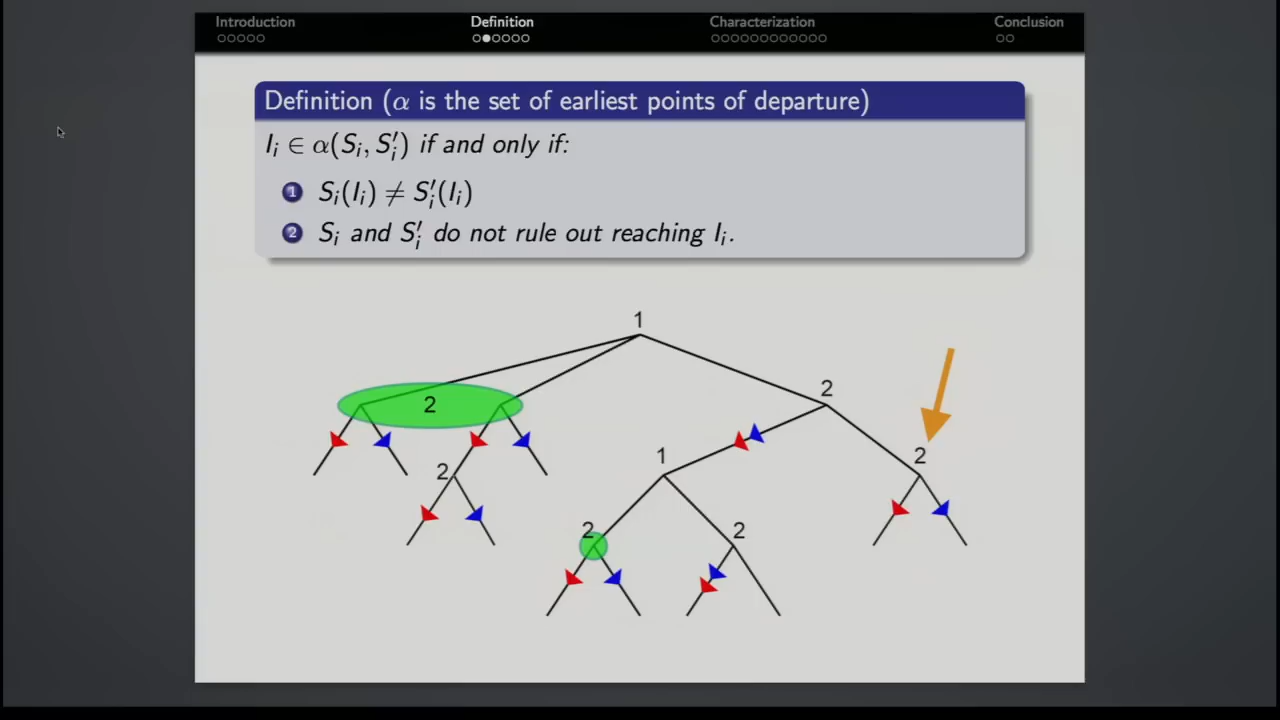 Introduction Definition Characterization Conclusion
Definition (α is the set of earliest points of departure)
Iᵢ ∈ α(Sᵢ, S′ᵢ) if and only if:
1 Sᵢ(Iᵢ) ≠ S′ᵢ(Iᵢ)
2 Sᵢ and S′ᵢ do not rule out reaching Iᵢ.
1
2
2
1
2
2
2
2